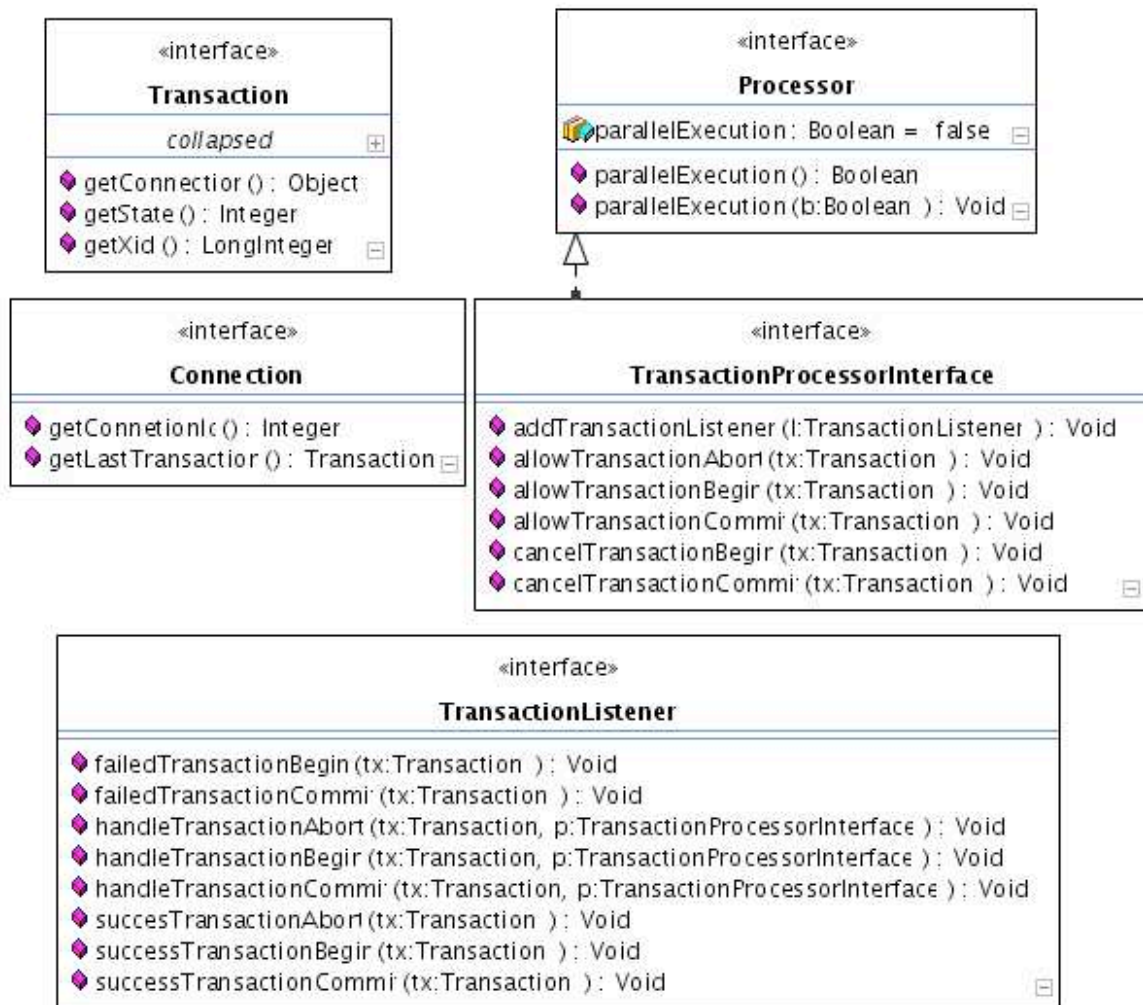 «interface»
Transaction
collapsed
getConnectior () : Object
getState () : Integer
getXid () : LongInteger
«interface»
Processor
parallelExecution : Boolean = false
parallelExecution () : Boolean
parallelExecution (b:Boolean ) : Void
«interface»
Connection
getConnetionIc () : Integer
getLastTransactior () : Transaction
«interface»
TransactionProcessorInterface
addTransactionListener (l:TransactionListener ) : Void
allowTransactionAbort (tx:Transaction ) : Void
allowTransactionBegir (tx:Transaction ) : Void
allowTransactionCommi (tx:Transaction ) : Void
cancelTransactionBegir (tx:Transaction ) : Void
cancelTransactionCommi (tx:Transaction ) : Void
«interface»
TransactionListener
failedTransactionBegin (tx:Transaction ) : Void
failedTransactionCommi (tx:Transaction ) : Void
handleTransactionAbort (tx:Transaction, p:TransactionProcessorInterface ) : Void
handleTransactionBegir (tx:Transaction, p:TransactionProcessorInterface ) : Void
handleTransactionCommi (tx:Transaction, p:TransactionProcessorInterface ) : Void
succesTransactionAbort (tx:Transaction ) : Void
successTransactionBegir (tx:Transaction ) : Void
successTransactionCommi (tx:Transaction ) : Void